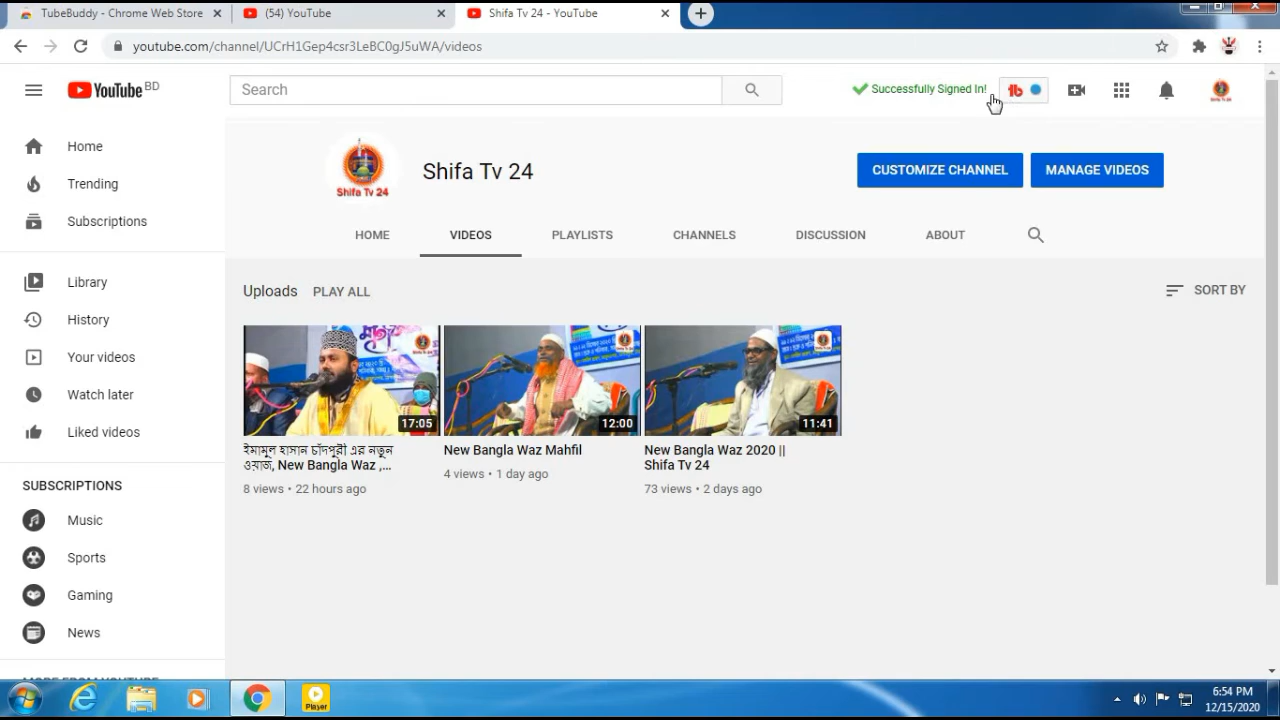 TubeBuddy - Chrome Web Store
(54) YouTube
Shifa Tv 24 - YouTube
youtube.com/channel/UCrH1Gep4csr3LeBC0gJ5uWA/videos
YouTube BD
Search
Successfully Signed In!
tb
Home
Trending
Subscriptions
Library
History
Your videos
Watch later
Liked videos
SUBSCRIPTIONS
Music
Sports
Gaming
News
Shifa Tv 24
Shifa Tv 24
CUSTOMIZE CHANNEL
MANAGE VIDEOS
HOME
VIDEOS
PLAYLISTS
CHANNELS
DISCUSSION
ABOUT
Uploads
PLAY ALL
SORT BY
17:05
12:00
11:41
ইমামুল হাসান চাঁদপুরী এর নতুন
ওয়াজ, New Bangla Waz ,...
8 views • 22 hours ago
New Bangla Waz Mahfil
4 views • 1 day ago
New Bangla Waz 2020 ||
Shifa Tv 24
73 views • 2 days ago
Player
6:54 PM
12/15/2020